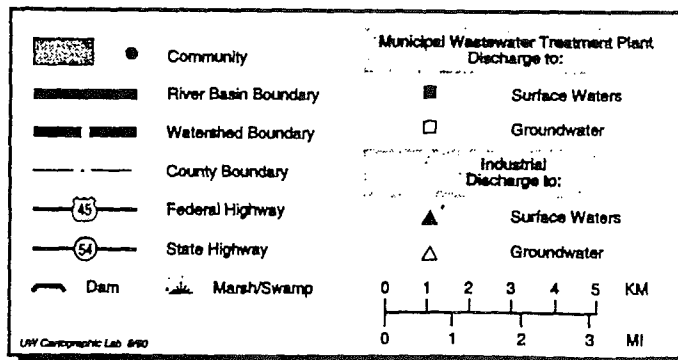 Community
River Basin Boundary
Watershed Boundary
County Boundary
45 Federal Highway
54 State Highway
Dam Marsh/Swamp
UW Cartographic Lab 8/90
Municipal Wastewater Treatment Plant
Discharge to:
Surface Waters
Groundwater
Industrial
Discharge to:
Surface Waters
Groundwater
0 1 2 3 4 5 KM
0 1 2 3 MI